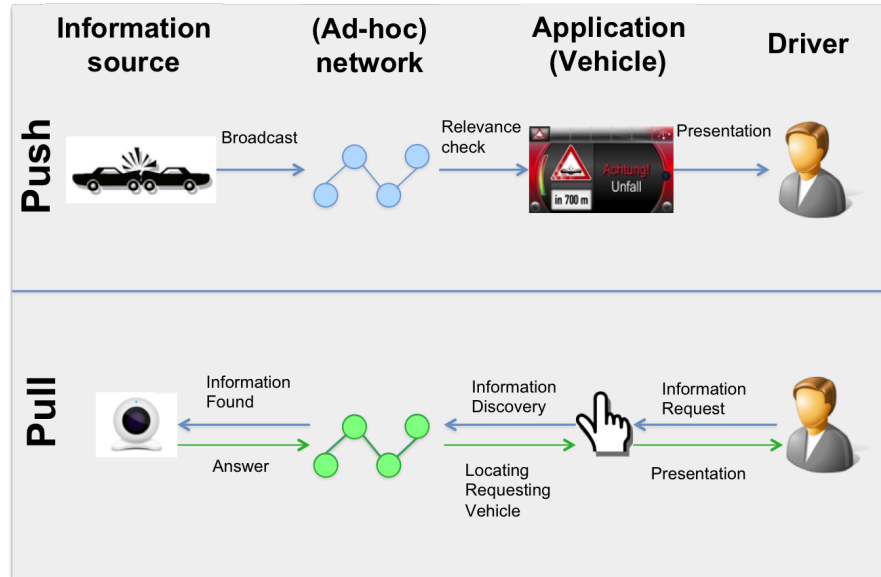 Information
source
(Ad-hoc)
network
Application
(Vehicle)
Driver
Push
Broadcast
Relevance
check
Presentation
Achtung!
Unfall
in 700 m
Pull
Information
Found
Information
Discovery
Information
Request
Answer
Locating
Requesting
Vehicle
Presentation